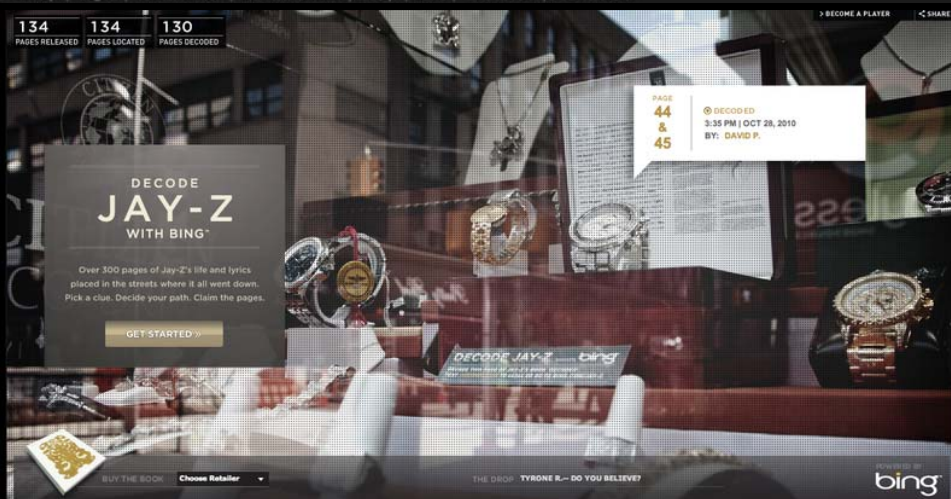 134
134
130
PAGES RELEASED
PAGES LOCATED
PAGES DECODED
> BECOME A PLAYER
SHARE
PAGE
44
&
45
DECODED
3:35 PM | OCT 28, 2010
BY: DAVID P.
DECODE
JAY-Z
WITH BING™
Over 300 pages of Jay-Z's life and lyrics
placed in the streets where it all went down.
Pick a clue. Decide your path. Claim the pages.
GET STARTED »
DECODE JAY-Z
bing
BUY THE BOOK
Choose Retailer
THE DROP
TYRONE R.— DO YOU BELIEVE?
POWERED BY
bing™